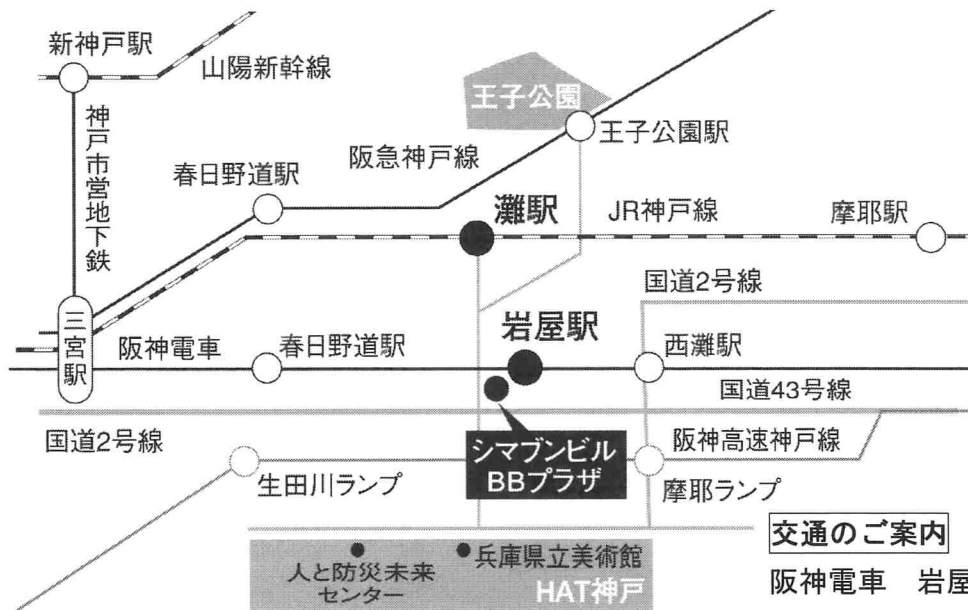 新神戸駅
山陽新幹線
王子公園
王子公園駅
神戸市営地下鉄
阪急神戸線
春日野道駅
灘駅
JR神戸線
摩耶駅
国道2号線
三宮駅
岩屋駅
阪神電車
春日野道駅
西灘駅
国道43号線
国道2号線
シマブンビル
BBプラザ
阪神高速神戸線
生田川ランプ
摩耶ランプ
交通のご案内
人と防災未来
センター
兵庫県立美術館
HAT神戸
阪神電車 岩屋